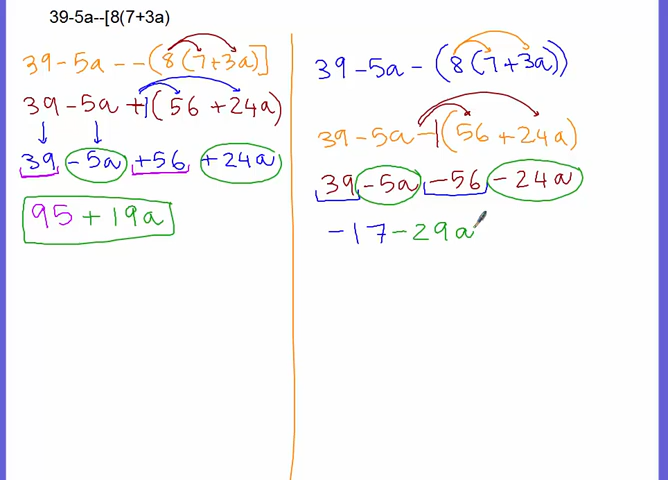 39-5a--[8(7+3a)
39 - 5a - - (8(7+3a)]
39 - 5a +1(56 + 24a)
39 - 5a +56 +24a
95 + 19a
39 - 5a - (8(7+3a))
39 - 5a -1(56 + 24a)
39 - 5a - 56 - 24a
-17 - 29a